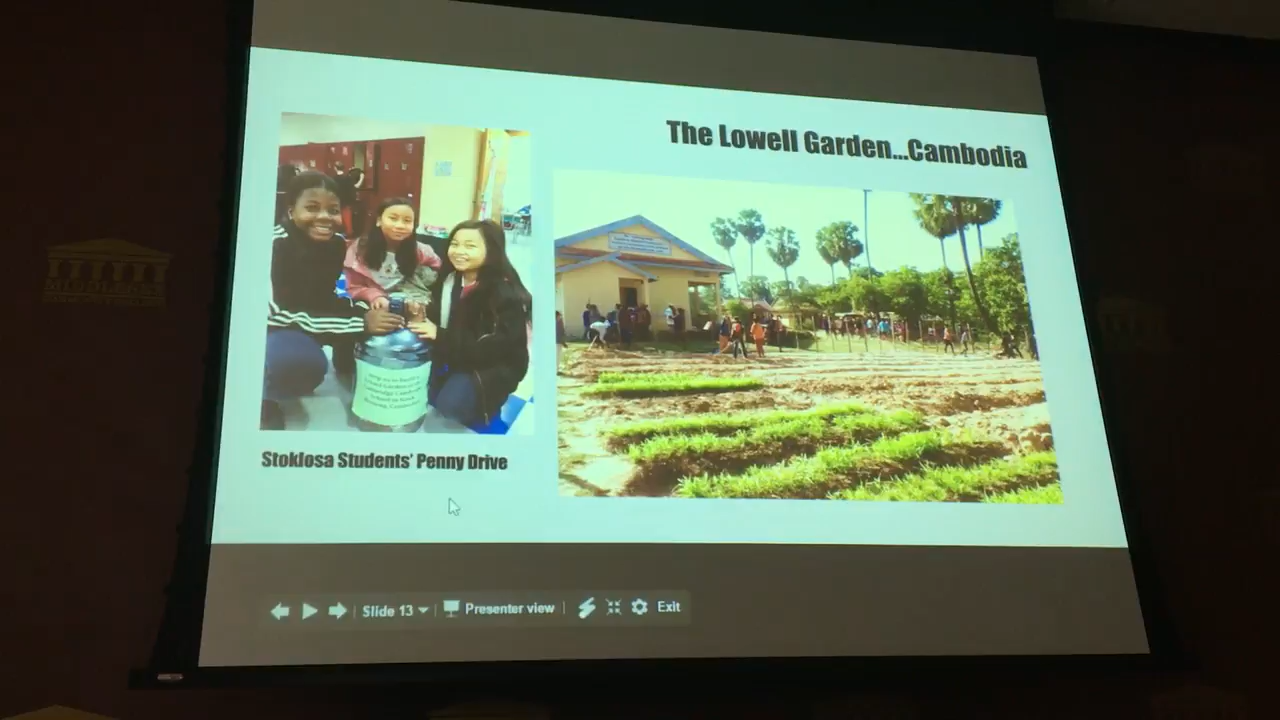 The Lowell Garden...Cambodia
Stoklosa Students' Penny Drive
Slide 13
Presenter view
Exit